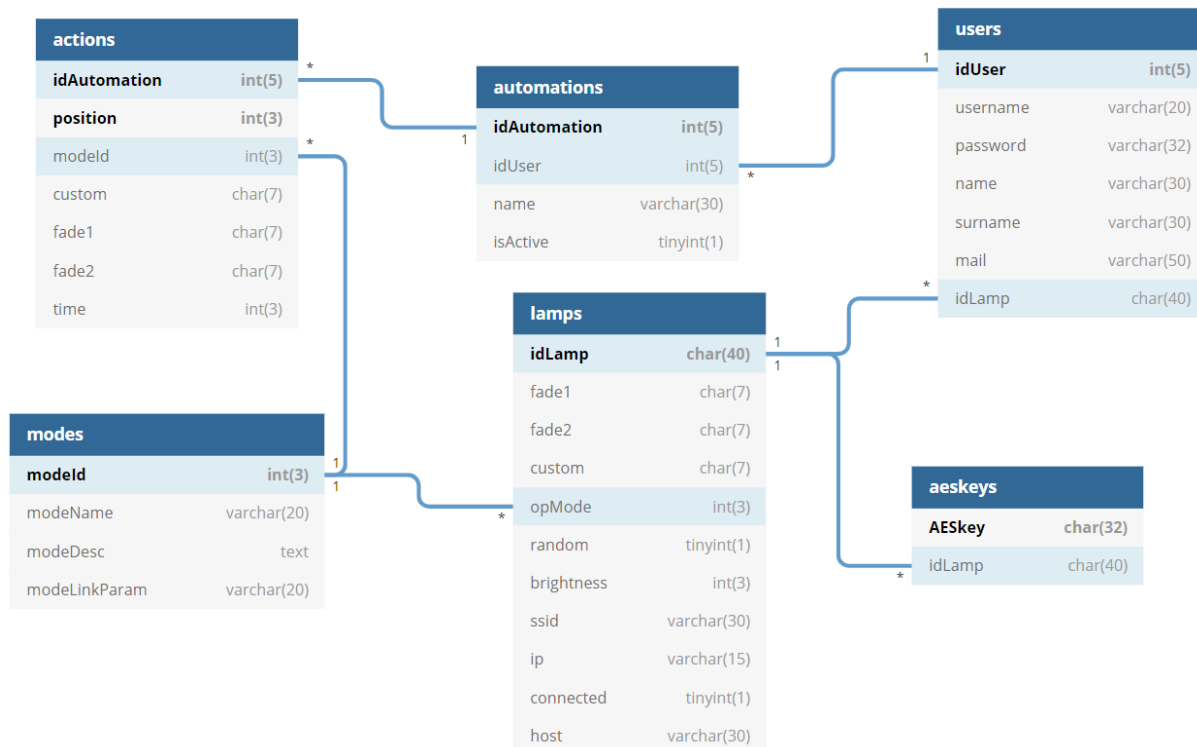 actions
idAutomation int(5)
position int(3)
modeId int(3)
custom char(7)
fade1 char(7)
fade2 char(7)
time int(3)
*
*
automations
idAutomation int(5)
idUser int(5)
name varchar(30)
isActive tinyint(1)
1
*
users
idUser int(5)
username varchar(20)
password varchar(32)
name varchar(30)
surname varchar(30)
mail varchar(50)
idLamp char(40)
1
*
modes
modeId int(3)
modeName varchar(20)
modeDesc text
modeLinkParam varchar(20)
1
1
lamps
idLamp char(40)
fade1 char(7)
fade2 char(7)
custom char(7)
opMode int(3)
random tinyint(1)
brightness int(3)
ssid varchar(30)
ip varchar(15)
connected tinyint(1)
host varchar(30)
1
1
*
aeskeys
AESkey char(32)
idLamp char(40)
*